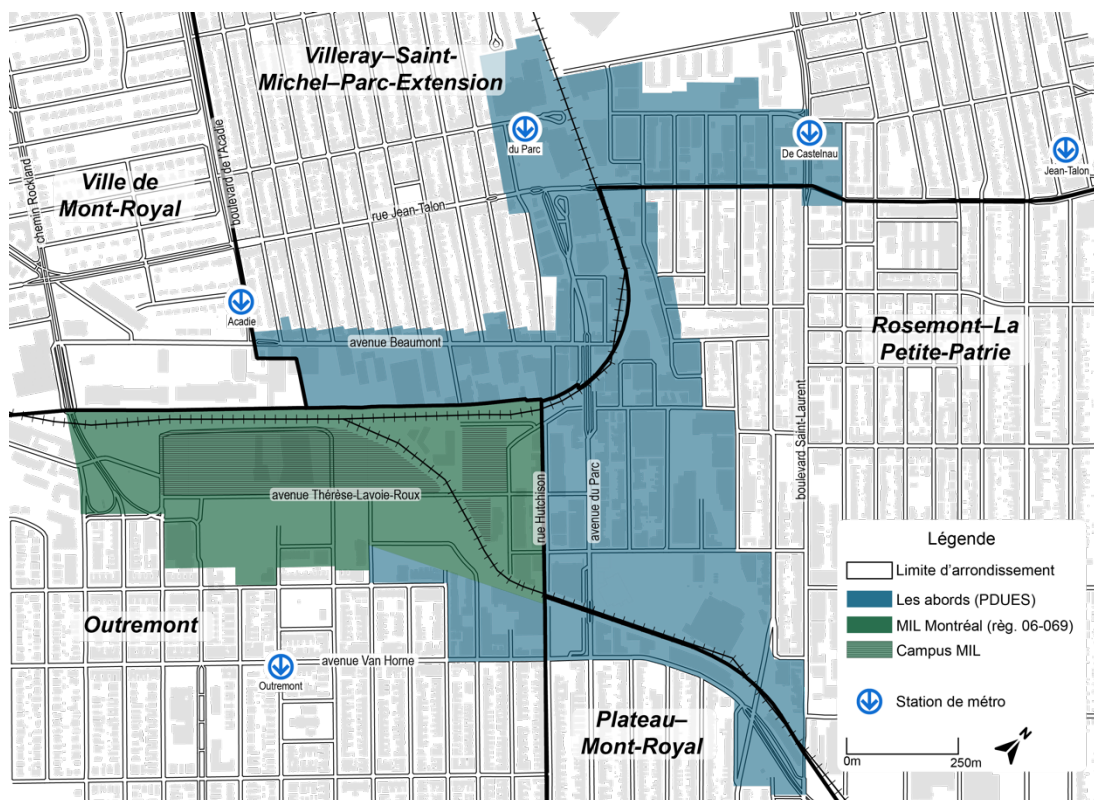 Villeray–Saint-
Michel–Parc-Extension
du Parc
De Castelnau
Jean-Talon
Ville de
Mont-Royal
chemin Rockland
boulevard de l'Acadie
rue Jean-Talon
Acadie
avenue Beaumont
Rosemont–La
Petite-Patrie
boulevard Saint-Laurent
avenue du Parc
rue Hutchison
avenue Thérèse-Lavoie-Roux
Outremont
avenue Van Horne
Outremont
Plateau–
Mont-Royal
Légende
Limite d'arrondissement
Les abords (PDUES)
MIL Montréal (règ. 06-069)
Campus MIL
Station de métro
N
0m 250m